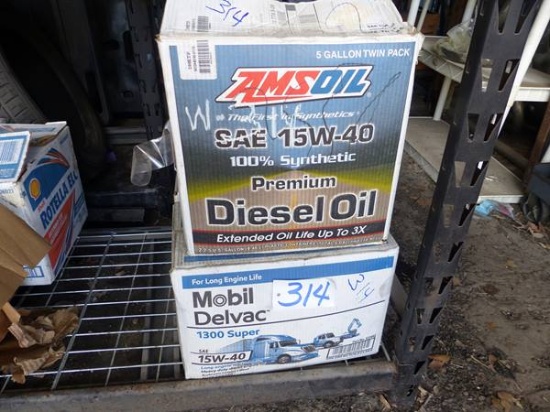 314
5 GALLON TWIN PACK
AMSOIL
The First in Synthetics
SAE 15W-40
100% Synthetic
Premium
Diesel Oil
Extended Oil Life Up To 3X
ROTELLA
For Long Engine Life
Mobil
Delvac
1300 Super
314
W
SAE
15W-40